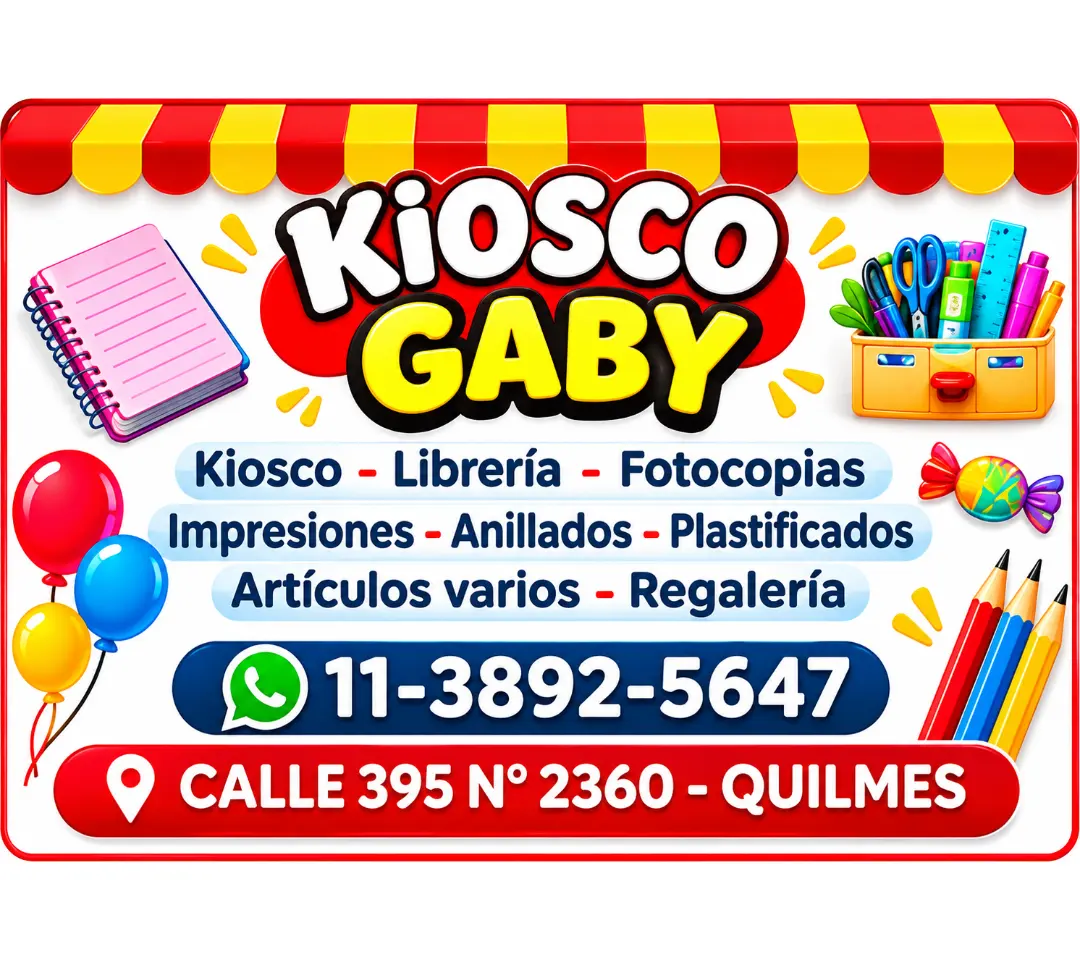 KiOSCO
GABY
Kiosco - Librería - Fotocopias
Impresiones - Anillados - Plastificados
Artículos varios - Regalería
11-3892-5647
CALLE 395 N° 2360 - QUILMES